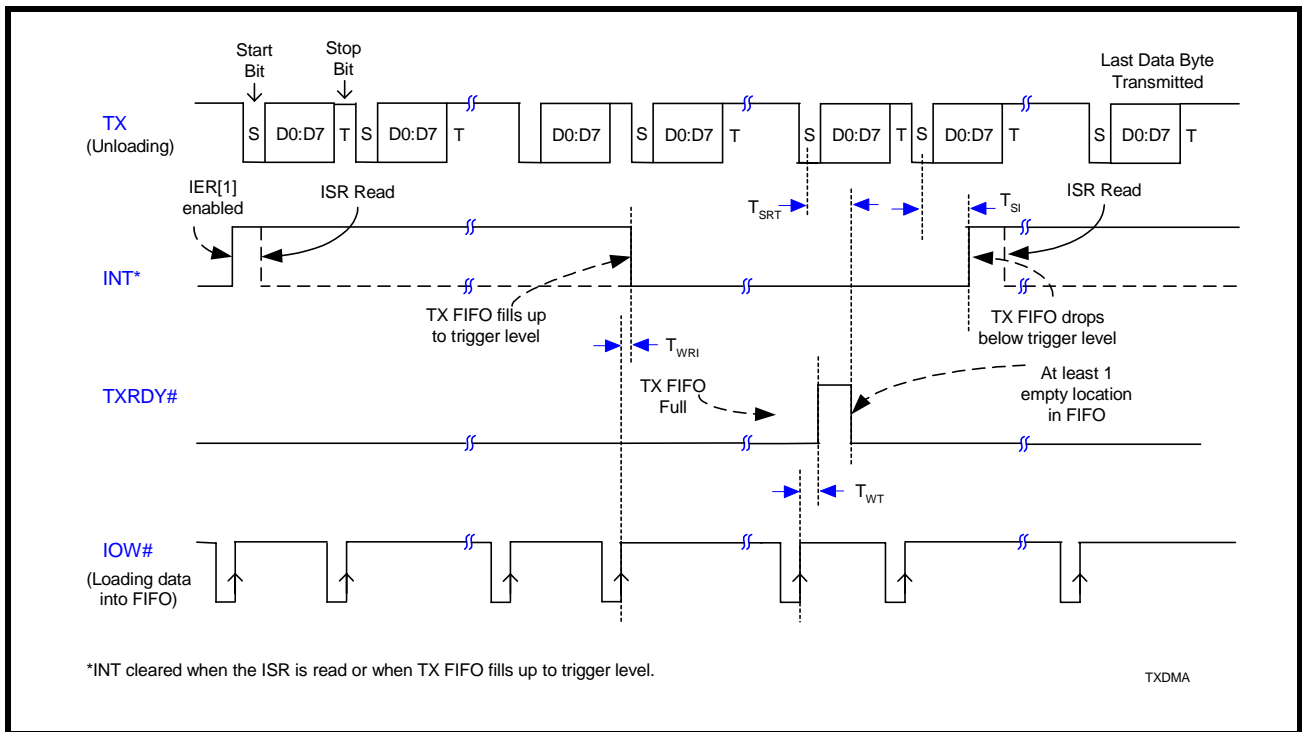 Start
Bit
Stop
Bit
Last Data Byte
Transmitted
TX
(Unloading)
S D0:D7 T S D0:D7 T D0:D7 S D0:D7 T S D0:D7 T S D0:D7 T S D0:D7 T
IER[1]
enabled
ISR Read
TSRT
TSI
ISR Read
INT*
TX FIFO fills up
to trigger level
TX FIFO drops
below trigger level
TWRI
TXRDY#
TX FIFO
Full
At least 1
empty location
in FIFO
TWT
IOW#
(Loading data
into FIFO)
*INT cleared when the ISR is read or when TX FIFO fills up to trigger level.
TXDMA